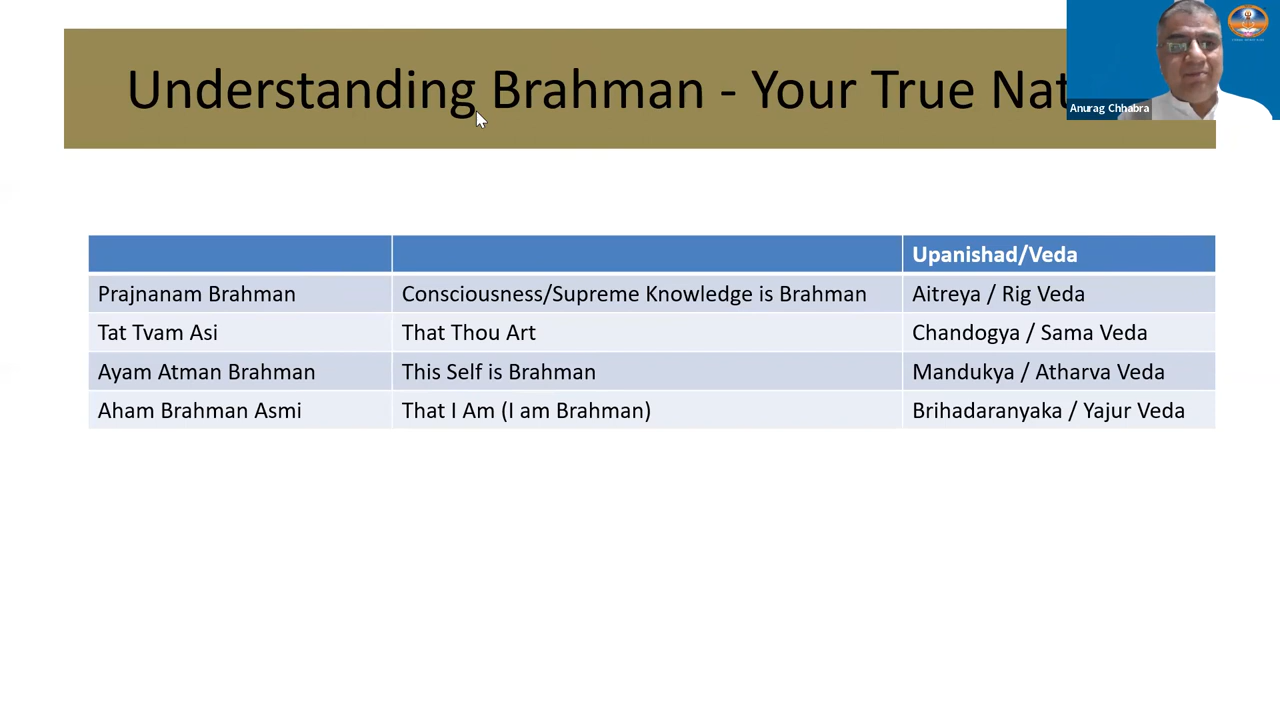 Understanding Brahman - Your True Nat
Anurag Chhabra
Upanishad/Veda
Prajnanam Brahman Consciousness/Supreme Knowledge is Brahman Aitreya / Rig Veda
Tat Tvam Asi That Thou Art Chandogya / Sama Veda
Ayam Atman Brahman This Self is Brahman Mandukya / Atharva Veda
Aham Brahman Asmi That I Am (I am Brahman) Brihadaranyaka / Yajur Veda